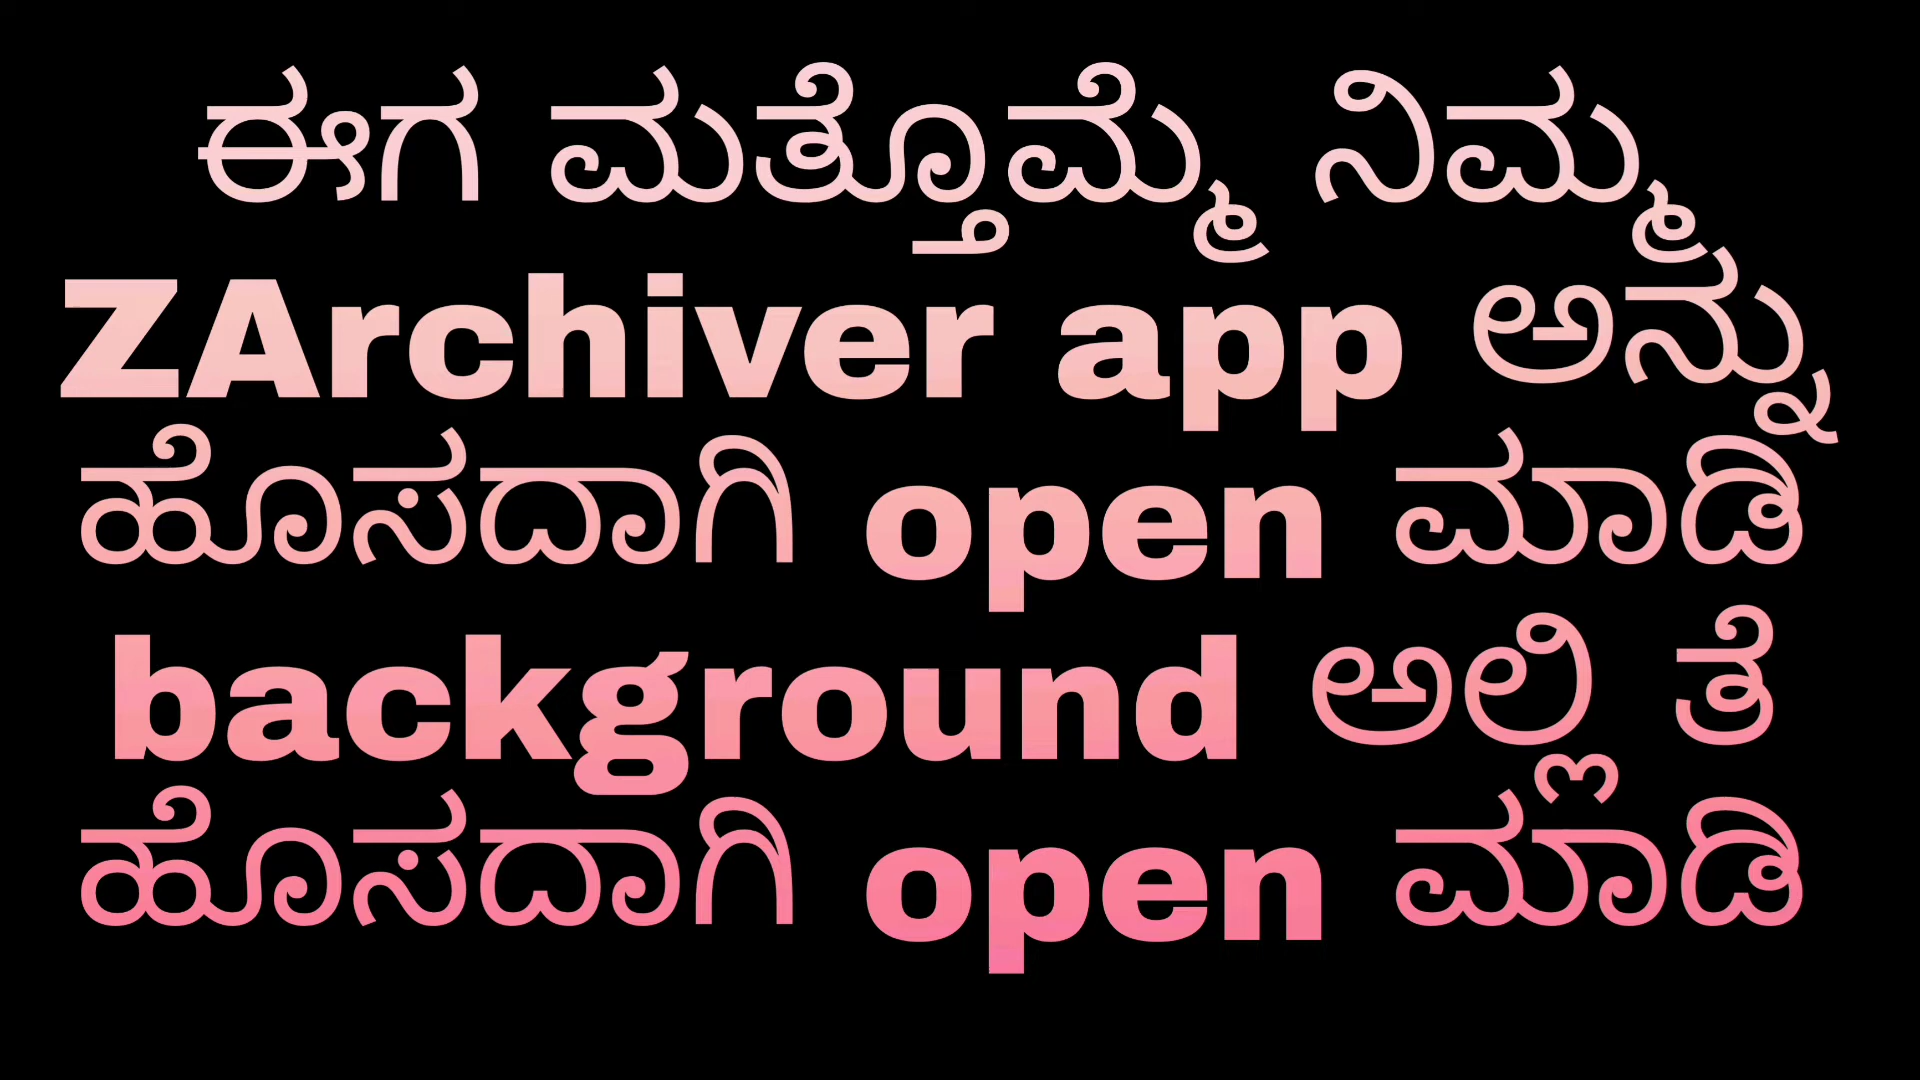 ಈಗ ಮತ್ತೊಮ್ಮೆ ನಿಮ್ಮ
ZArchiver app ಅನ್ನು
ಹೊಸದಾಗಿ open ಮಾಡಿ
background ಅಲ್ಲಿ ತೆ
ಹೊಸದಾಗಿ open ಮಾಡಿ